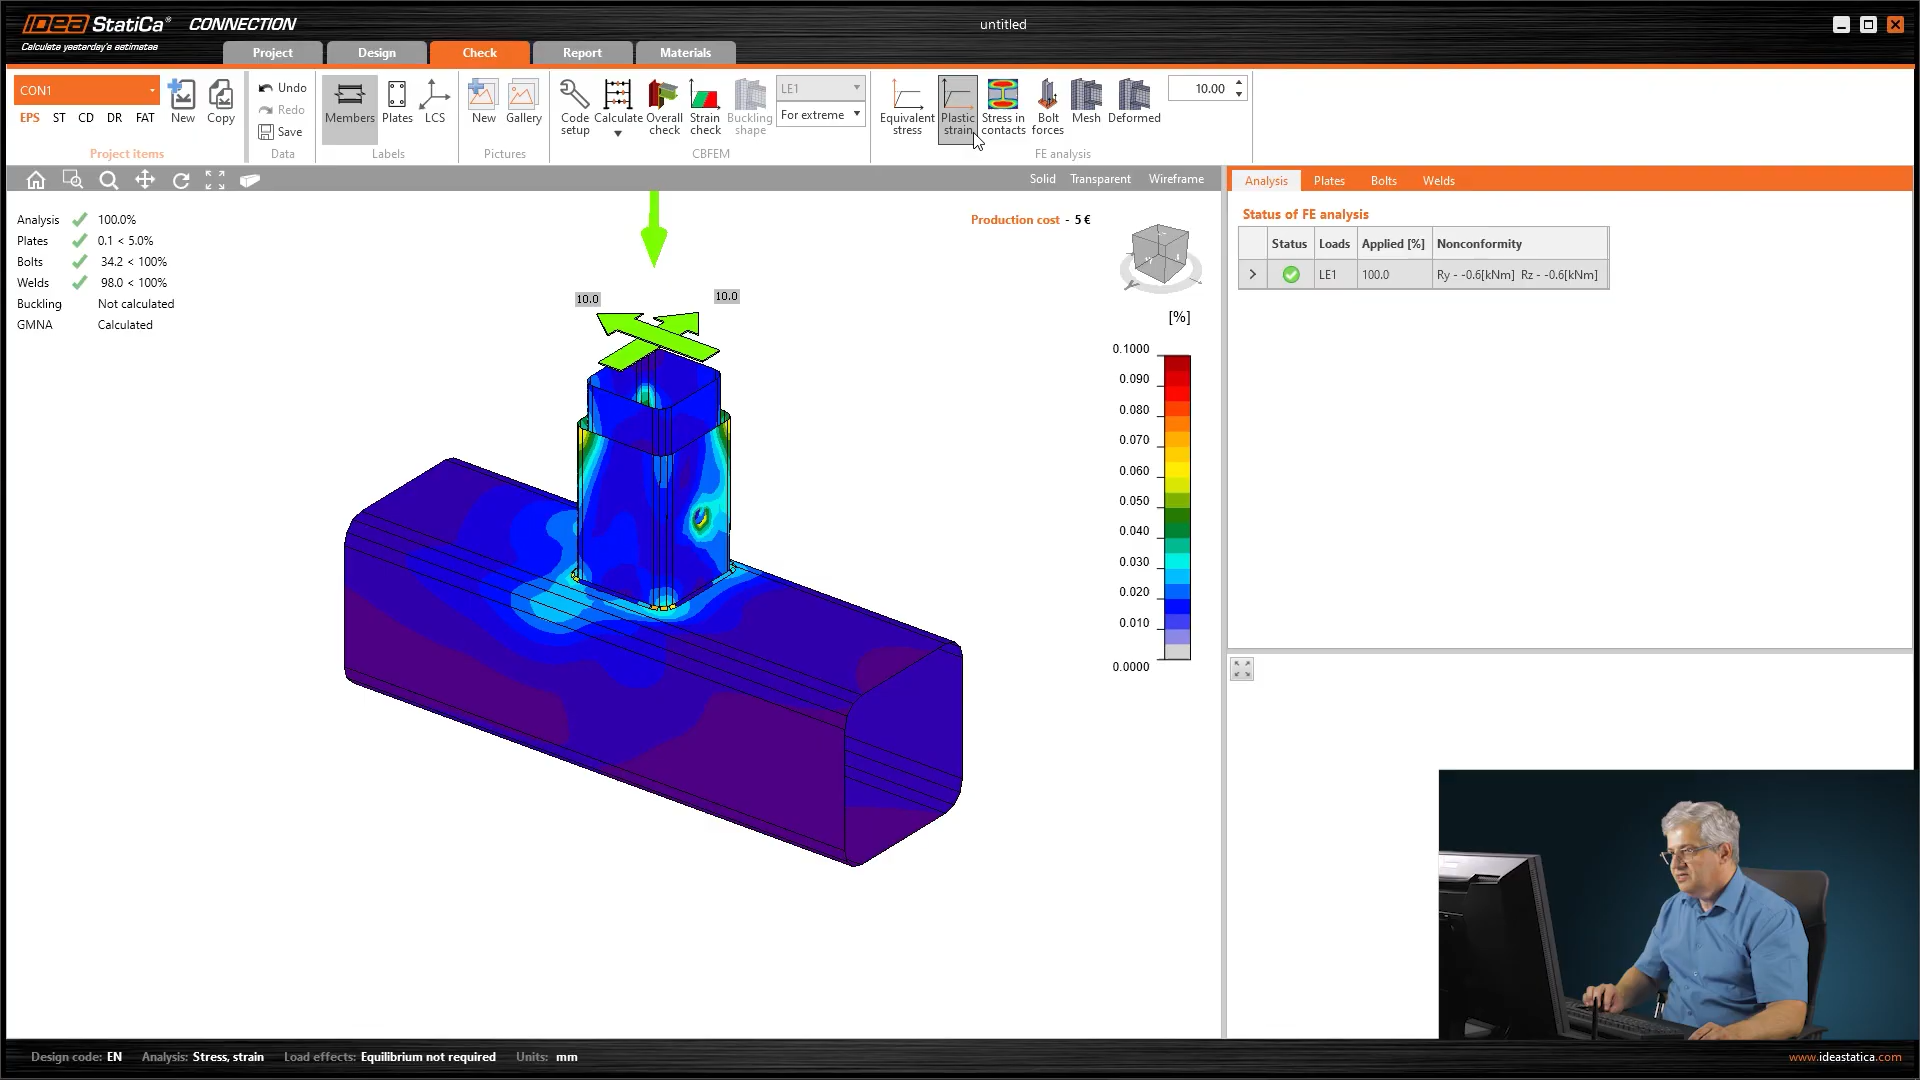 IDEA StatiCa® CONNECTION
Calculate yesterday's estimates
untitled
Project Design Check Report Materials
CON1
EPS ST CD DR FAT
New Copy
Project items
Undo
Redo
Save
Data
Members Plates LCS
Labels
New Gallery
Pictures
Code setup Calculate Overall check Strain check Buckling shape
LE1
For extreme
CBFEM
Equivalent stress Plastic strain Stress in contacts Bolt forces Mesh Deformed
10.00
FE analysis
Solid Transparent Wireframe
Analysis 100.0%
Plates 0.1 < 5.0%
Bolts 34.2 < 100%
Welds 98.0 < 100%
Buckling Not calculated
GMNA Calculated
Production cost - 5 €
10.0
10.0
[%]
0.1000
0.090
0.080
0.070
0.060
0.050
0.040
0.030
0.020
0.010
0.0000
Analysis Plates Bolts Welds
Status of FE analysis
Status Loads Applied [%] Nonconformity
> LE1 100.0 Ry - -0.6[kNm] Rz - -0.6[kNm]
Design code: EN Analysis: Stress, strain Load effects: Equilibrium not required Units: mm
www.ideastatica.com